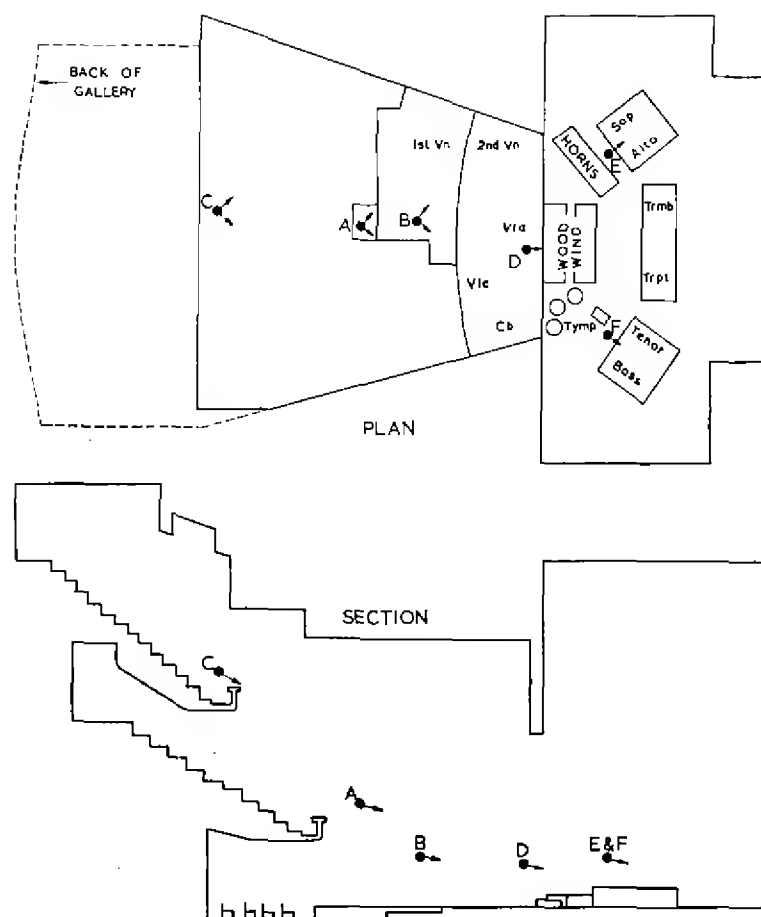 BACK OF
GALLERY
1st Vn
2nd Vn
HORNS
Sop
Alto
E
C
A
B
Vla
D
WOOD
WIND
Trmb
Trpt
Vlc
Cb
Tymp
F
Tenor
Bass
PLAN
SECTION
C
A
B
D
E&F